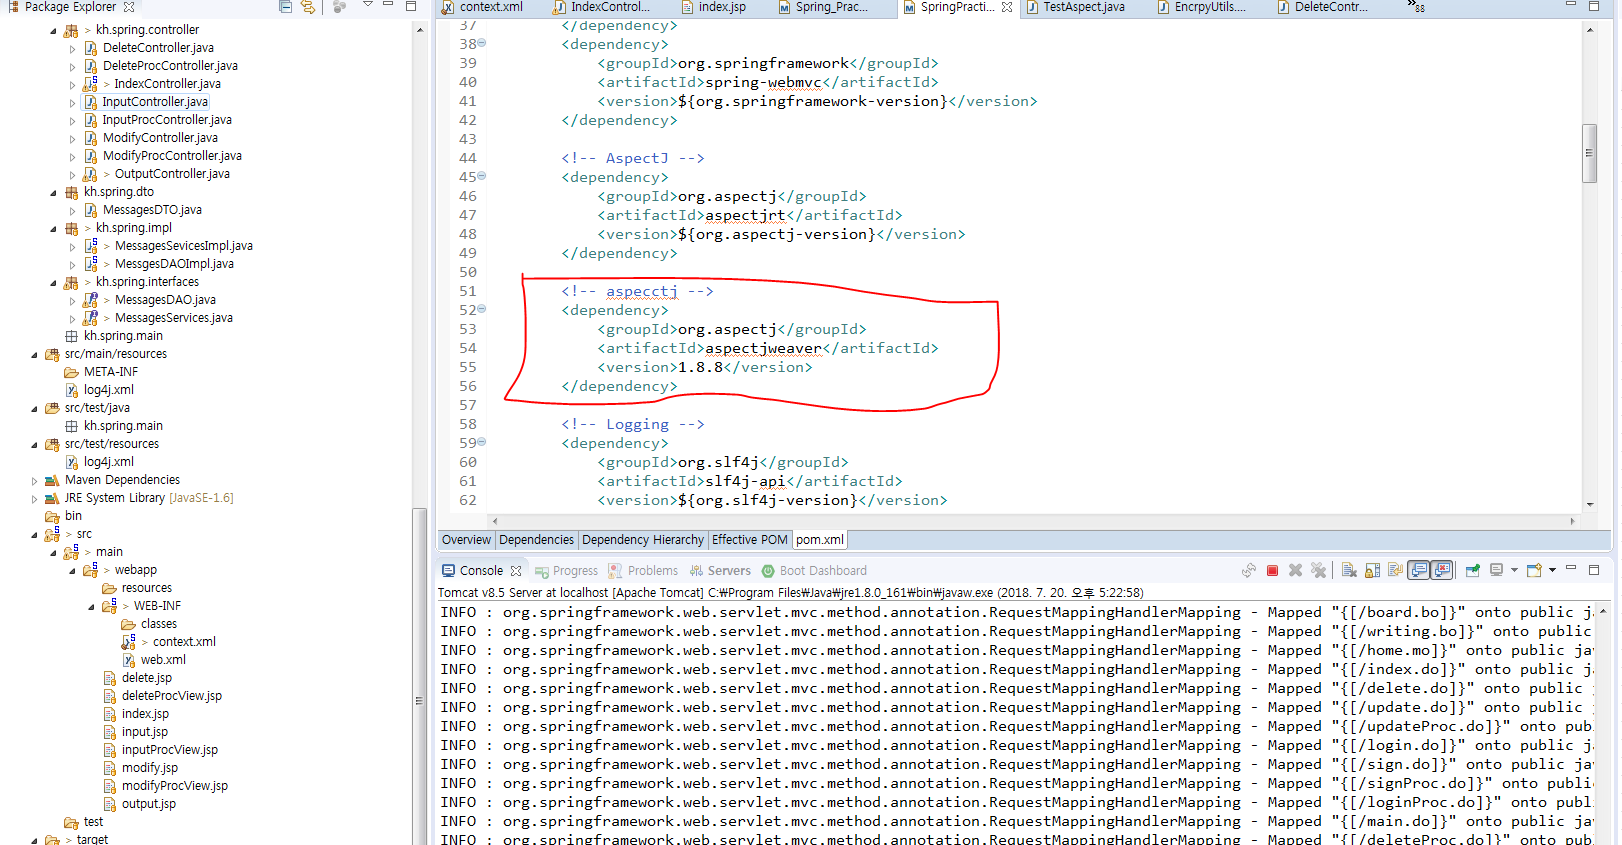 Package Explorer
> kh.spring.controller
DeleteController.java
DeleteProcController.java
> IndexController.java
InputController.java
InputProcController.java
ModifyController.java
ModifyProcController.java
> OutputController.java
kh.spring.dto
MessagesDTO.java
> kh.spring.impl
> MessagesSevicesImpl.java
> MessgesDAOImpl.java
> kh.spring.interfaces
> MessagesDAO.java
> MessagesServices.java
kh.spring.main
src/main/resources
META-INF
log4j.xml
src/test/java
kh.spring.main
src/test/resources
log4j.xml
Maven Dependencies
JRE System Library [JavaSE-1.6]
bin
> src
> main
> webapp
resources
> WEB-INF
classes
> context.xml
web.xml
delete.jsp
deleteProcView.jsp
index.jsp
input.jsp
inputProcView.jsp
modify.jsp
modifyProcView.jsp
output.jsp
test
> target
context.xml IndexControl... index.jsp Spring_Prac... SpringPracti... TestAspect.java EncrpyUtils.... DeleteContr... »88
37 </dependency>
38 <dependency>
39 <groupId>org.springframework</groupId>
40 <artifactId>spring-webmvc</artifactId>
41 <version>${org.springframework-version}</version>
42 </dependency>
43
44 <!-- AspectJ -->
45 <dependency>
46 <groupId>org.aspectj</groupId>
47 <artifactId>aspectjrt</artifactId>
48 <version>${org.aspectj-version}</version>
49 </dependency>
50
51 <!-- aspecctj -->
52 <dependency>
53 <groupId>org.aspectj</groupId>
54 <artifactId>aspectjweaver</artifactId>
55 <version>1.8.8</version>
56 </dependency>
57
58 <!-- Logging -->
59 <dependency>
60 <groupId>org.slf4j</groupId>
61 <artifactId>slf4j-api</artifactId>
62 <version>${org.slf4j-version}</version>
Overview Dependencies Dependency Hierarchy Effective POM pom.xml
Console Progress Problems Servers Boot Dashboard
Tomcat v8.5 Server at localhost [Apache Tomcat] C:₩Program Files₩Java₩jre1.8.0_161₩bin₩javaw.exe (2018. 7. 20. 오후 5:22:58)
INFO : org.springframework.web.servlet.mvc.method.annotation.RequestMappingHandlerMapping - Mapped "{[/board.bo]}" onto public ja
INFO : org.springframework.web.servlet.mvc.method.annotation.RequestMappingHandlerMapping - Mapped "{[/writing.bo]}" onto public
INFO : org.springframework.web.servlet.mvc.method.annotation.RequestMappingHandlerMapping - Mapped "{[/home.mo]}" onto public jav
INFO : org.springframework.web.servlet.mvc.method.annotation.RequestMappingHandlerMapping - Mapped "{[/index.do]}" onto public ja
INFO : org.springframework.web.servlet.mvc.method.annotation.RequestMappingHandlerMapping - Mapped "{[/delete.do]}" onto public j
INFO : org.springframework.web.servlet.mvc.method.annotation.RequestMappingHandlerMapping - Mapped "{[/update.do]}" onto public j
INFO : org.springframework.web.servlet.mvc.method.annotation.RequestMappingHandlerMapping - Mapped "{[/updateProc.do]}" onto publ
INFO : org.springframework.web.servlet.mvc.method.annotation.RequestMappingHandlerMapping - Mapped "{[/login.do]}" onto public ja
INFO : org.springframework.web.servlet.mvc.method.annotation.RequestMappingHandlerMapping - Mapped "{[/sign.do]}" onto public jav
INFO : org.springframework.web.servlet.mvc.method.annotation.RequestMappingHandlerMapping - Mapped "{[/signProc.do]}" onto public
INFO : org.springframework.web.servlet.mvc.method.annotation.RequestMappingHandlerMapping - Mapped "{[/loginProc.do]}" onto publi
INFO : org.springframework.web.servlet.mvc.method.annotation.RequestMappingHandlerMapping - Mapped "{[/main.do]}" onto public jav
INFO : org.springframework.web.servlet.mvc.method.annotation.RequestMappingHandlerMapping - Mapped "{[/deleteProc.do]}" onto publ